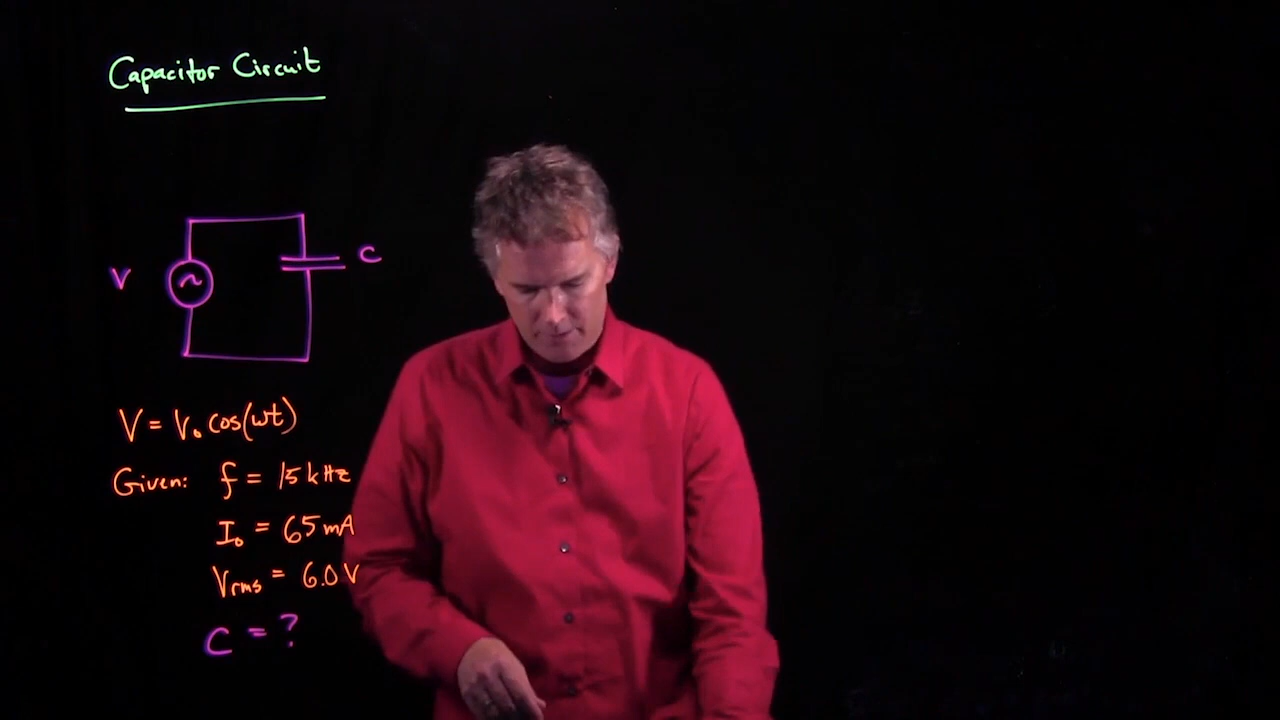 Capacitor Circuit
V
~
C
V = V₀ cos(ωt)
Given: f = 15 kHz
I₀ = 65 mA
Vrms = 6.0 V
C = ?